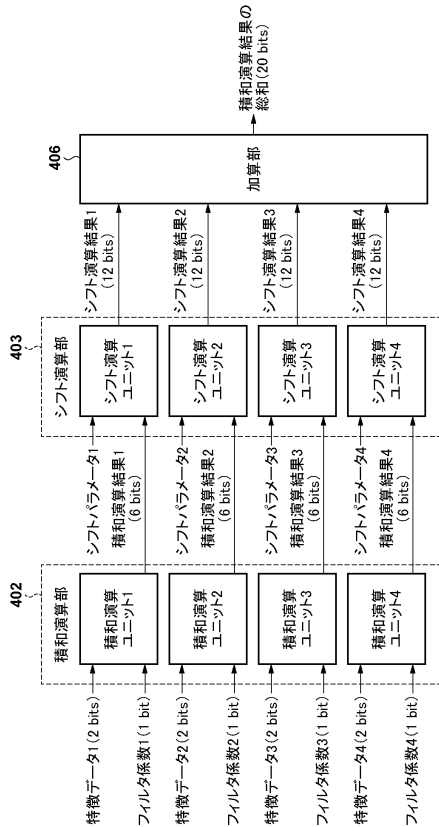 402
積和演算部
特徴データ1(2 bits)
フィルタ係数1(1 bit)
積和演算
ユニット1
特徴データ2(2 bits)
フィルタ係数2(1 bit)
積和演算
ユニット2
特徴データ3(2 bits)
フィルタ係数3(1 bit)
積和演算
ユニット3
特徴データ4(2 bits)
フィルタ係数4(1 bit)
積和演算
ユニット4
シフトパラメータ1
積和演算結果1
(6 bits)
シフトパラメータ2
積和演算結果2
(6 bits)
シフトパラメータ3
積和演算結果3
(6 bits)
シフトパラメータ4
積和演算結果4
(6 bits)
403
シフト演算部
シフト演算
ユニット1
シフト演算
ユニット2
シフト演算
ユニット3
シフト演算
ユニット4
シフト演算結果1
(12 bits)
シフト演算結果2
(12 bits)
シフト演算結果3
(12 bits)
シフト演算結果4
(12 bits)
406
加算部
積和演算結果の
総和(20 bits)